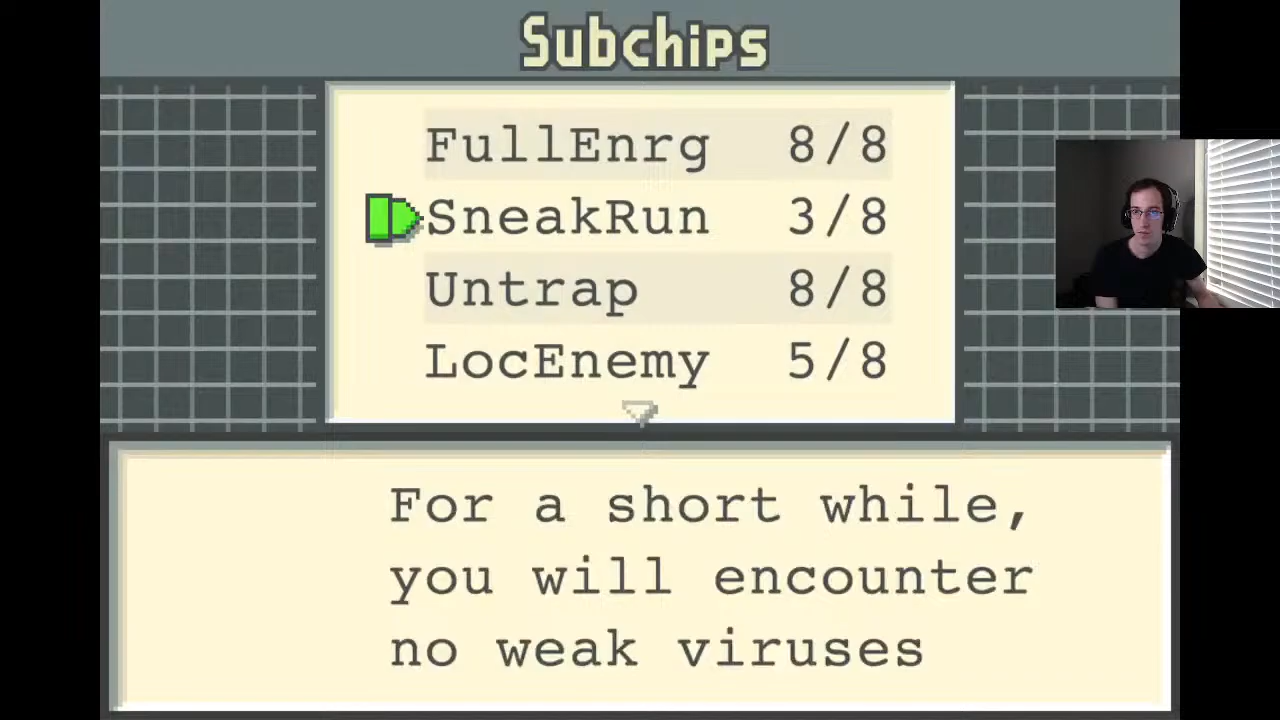 Subchips
FullEnrg 8/8
SneakRun 3/8
Untrap 8/8
LocEnemy 5/8
For a short while,
you will encounter
no weak viruses